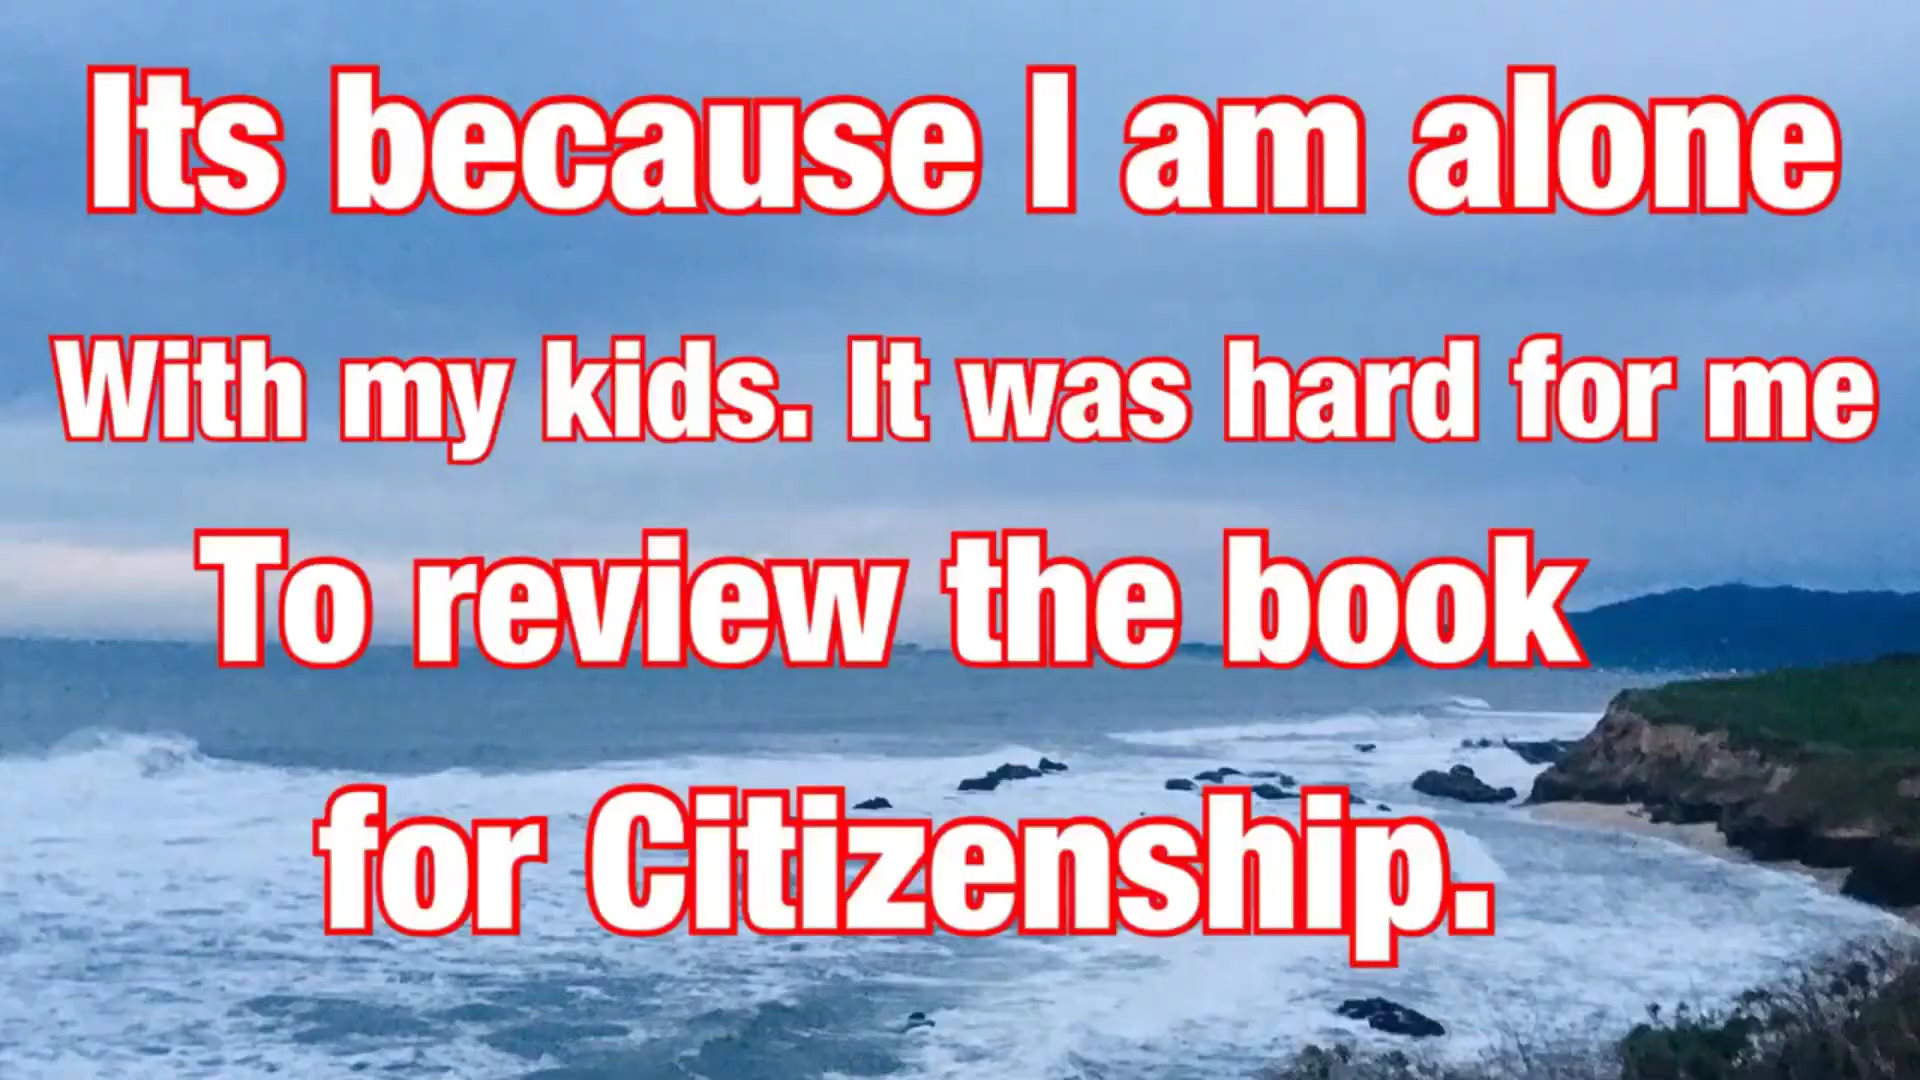 Its because I am alone
With my kids. It was hard for me
To review the book
for Citizenship.